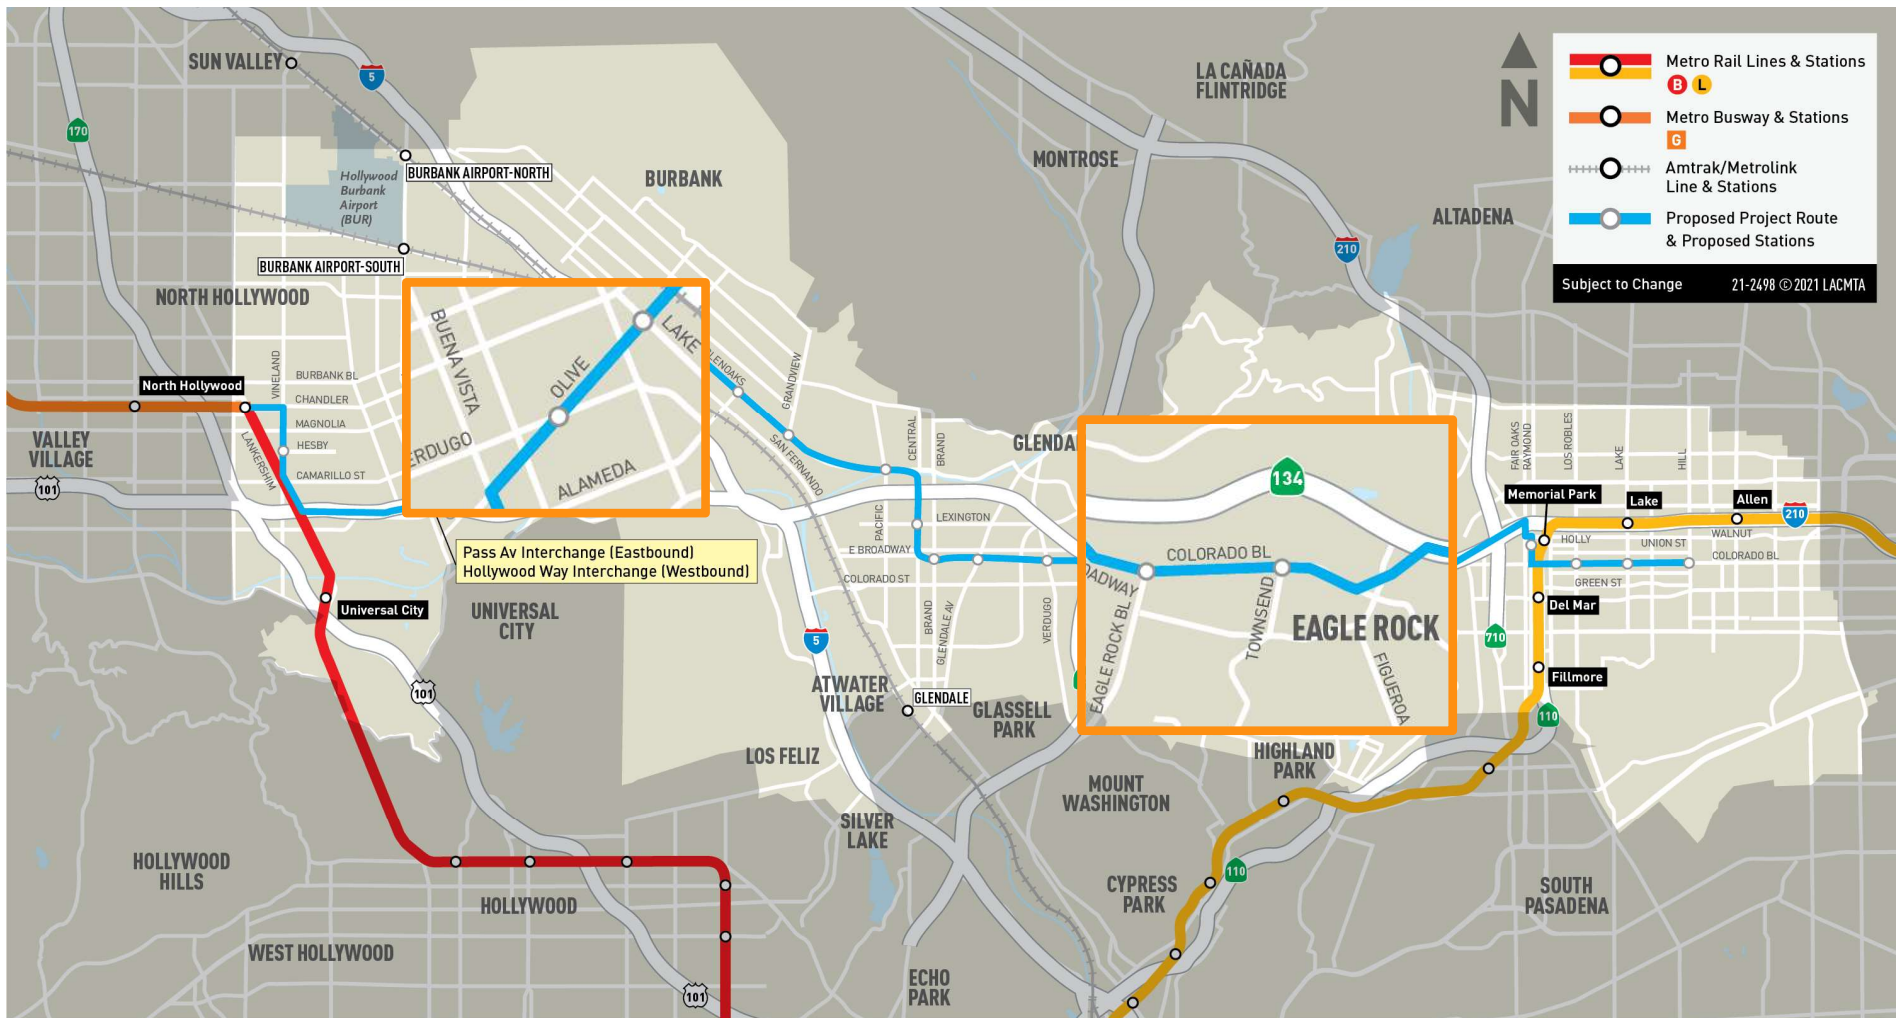 SUN VALLEY
5
170
Hollywood
Burbank
Airport
(BUR)
BURBANK AIRPORT-NORTH
BURBANK
BURBANK AIRPORT-SOUTH
NORTH HOLLYWOOD
LA CAÑADA
FLINTRIDGE
MONTROSE
ALTADENA
210
N
Metro Rail Lines & Stations
B L
Metro Busway & Stations
G
Amtrak/Metrolink
Line & Stations
Proposed Project Route
& Proposed Stations
Subject to Change 21-2498 © 2021 LACMTA
North Hollywood
VINELAND
BURBANK BL
CHANDLER
MAGNOLIA
HESBY
CAMARILLO ST
LANKERSHIM
VALLEY
VILLAGE
101
BUENA VISTA
OLIVE
LAKE
ERDUGO
ALAMEDA
GLENOAKS
GRANDVIEW
SAN FERNANDO
CENTRAL
BRAND
GLENDA
PACIFIC
LEXINGTON
E BROADWAY
COLORADO ST
BRAND
GLENDALE AV
VERDUGO
Pass Av Interchange (Eastbound)
Hollywood Way Interchange (Westbound)
UNIVERSAL
CITY
Universal City
101
5
134
COLORADO BL
OADWAY
EAGLE ROCK BL
TOWNSEND
EAGLE ROCK
FIGUEROA
FAIR OAKS
RAYMOND
LOS ROBLES
LAKE
HILL
Memorial Park
Lake
Allen
210
HOLLY
UNION ST
WALNUT
COLORADO BL
GREEN ST
Del Mar
710
Fillmore
110
ATWATER
VILLAGE
GLENDALE
GLASSELL
PARK
LOS FELIZ
HIGHLAND
PARK
MOUNT
WASHINGTON
SILVER
LAKE
HOLLYWOOD
HILLS
HOLLYWOOD
WEST HOLLYWOOD
101
CYPRESS
PARK
110
SOUTH
PASADENA
ECHO
PARK